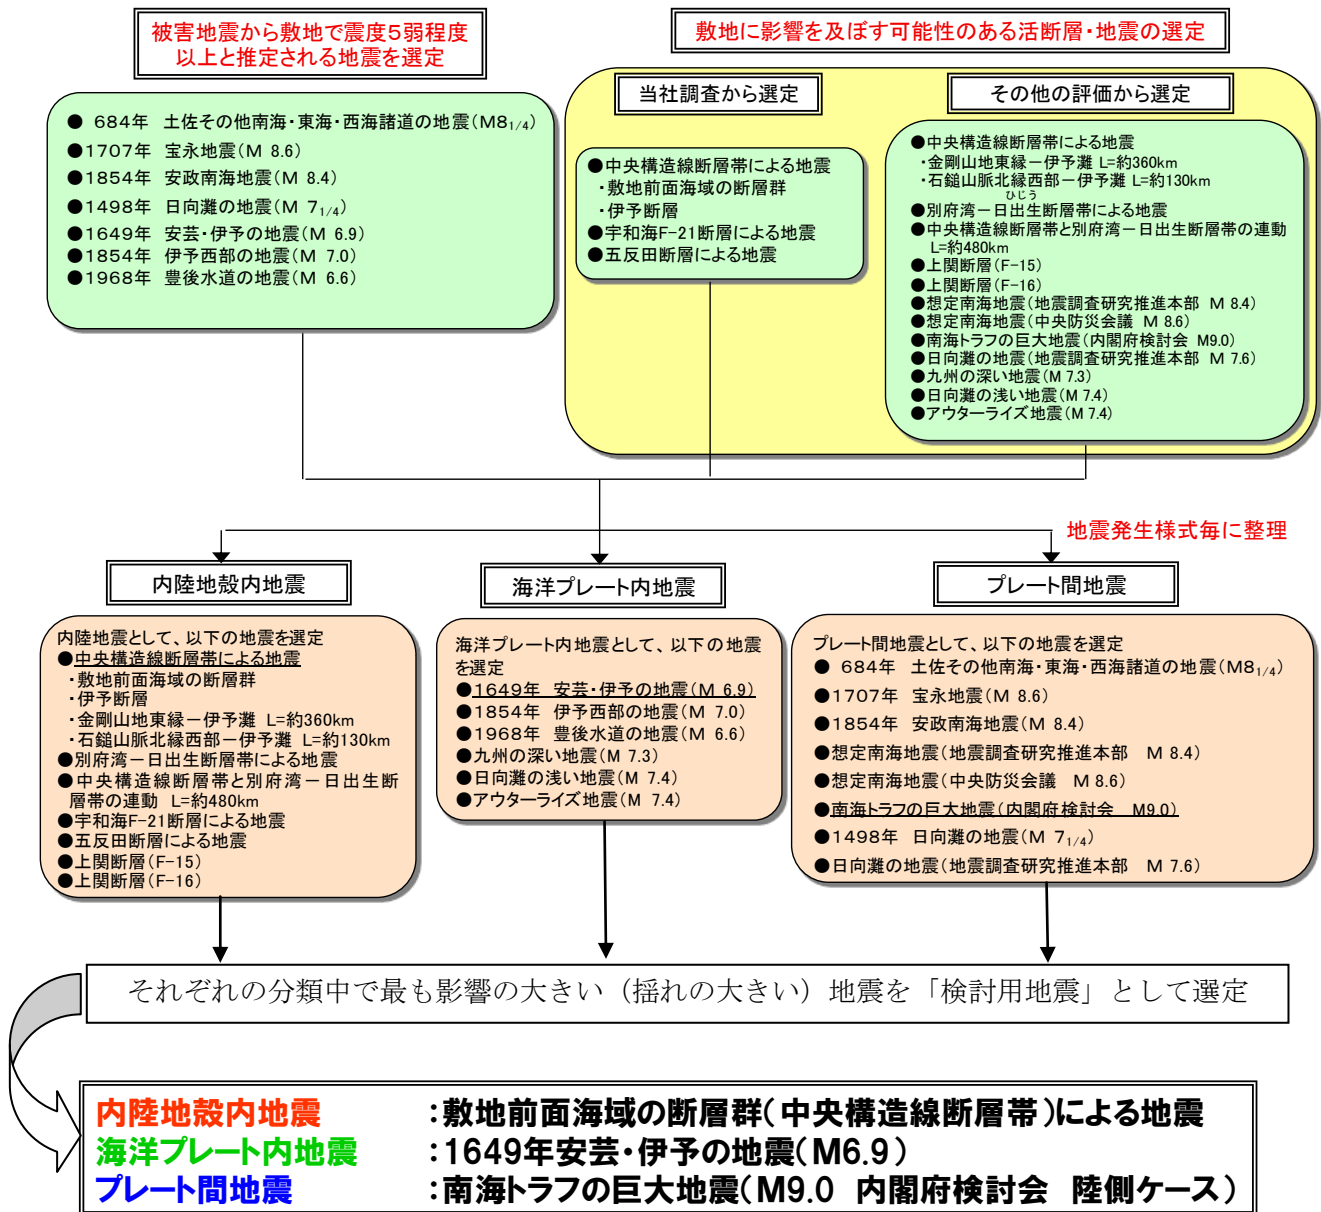 被害地震から敷地で震度5弱程度
以上と推定される地震を選定
● 684年 土佐その他南海・東海・西海諸道の地震(M8 1/4)
●1707年 宝永地震(M 8.6)
●1854年 安政南海地震(M 8.4)
●1498年 日向灘の地震(M 7 1/4)
●1649年 安芸・伊予の地震(M 6.9)
●1854年 伊予西部の地震(M 7.0)
●1968年 豊後水道の地震(M 6.6)
敷地に影響を及ぼす可能性のある活断層・地震の選定
当社調査から選定
●中央構造線断層帯による地震
・敷地前面海域の断層群
・伊予断層
●宇和海F-21断層による地震
●五反田断層による地震
その他の評価から選定
●中央構造線断層帯による地震
・金剛山地東縁－伊予灘 L=約360km
・石鎚山脈北縁西部－伊予灘 L=約130km
ひじう
●別府湾－日出生断層帯による地震
●中央構造線断層帯と別府湾－日出生断層帯の連動
L=約480km
●上関断層(F-15)
●上関断層(F-16)
●想定南海地震(地震調査研究推進本部 M 8.4)
●想定南海地震(中央防災会議 M 8.6)
●南海トラフの巨大地震(内閣府検討会 M9.0)
●日向灘の地震(地震調査研究推進本部 M 7.6)
●九州の深い地震(M 7.3)
●日向灘の浅い地震(M 7.4)
●アウターライズ地震(M 7.4)
地震発生様式毎に整理
内陸地殻内地震
内陸地震として、以下の地震を選定
●中央構造線断層帯による地震
・敷地前面海域の断層群
・伊予断層
・金剛山地東縁－伊予灘 L=約360km
・石鎚山脈北縁西部－伊予灘 L=約130km
●別府湾－日出生断層帯による地震
●中央構造線断層帯と別府湾－日出生断
層帯の連動 L=約480km
●宇和海F-21断層による地震
●五反田断層による地震
●上関断層(F-15)
●上関断層(F-16)
海洋プレート内地震
海洋プレート内地震として、以下の地震
を選定
●1649年 安芸・伊予の地震(M 6.9)
●1854年 伊予西部の地震(M 7.0)
●1968年 豊後水道の地震(M 6.6)
●九州の深い地震(M 7.3)
●日向灘の浅い地震(M 7.4)
●アウターライズ地震(M 7.4)
プレート間地震
プレート間地震として、以下の地震を選定
● 684年 土佐その他南海・東海・西海諸道の地震(M8 1/4)
●1707年 宝永地震(M 8.6)
●1854年 安政南海地震(M 8.4)
●想定南海地震(地震調査研究推進本部 M 8.4)
●想定南海地震(中央防災会議 M 8.6)
●南海トラフの巨大地震(内閣府検討会 M9.0)
●1498年 日向灘の地震(M 7 1/4)
●日向灘の地震(地震調査研究推進本部 M 7.6)
それぞれの分類中で最も影響の大きい（揺れの大きい）地震を「検討用地震」として選定
内陸地殻内地震 :敷地前面海域の断層群(中央構造線断層帯)による地震
海洋プレート内地震 :1649年安芸・伊予の地震(M6.9)
プレート間地震 :南海トラフの巨大地震(M9.0 内閣府検討会 陸側ケース)